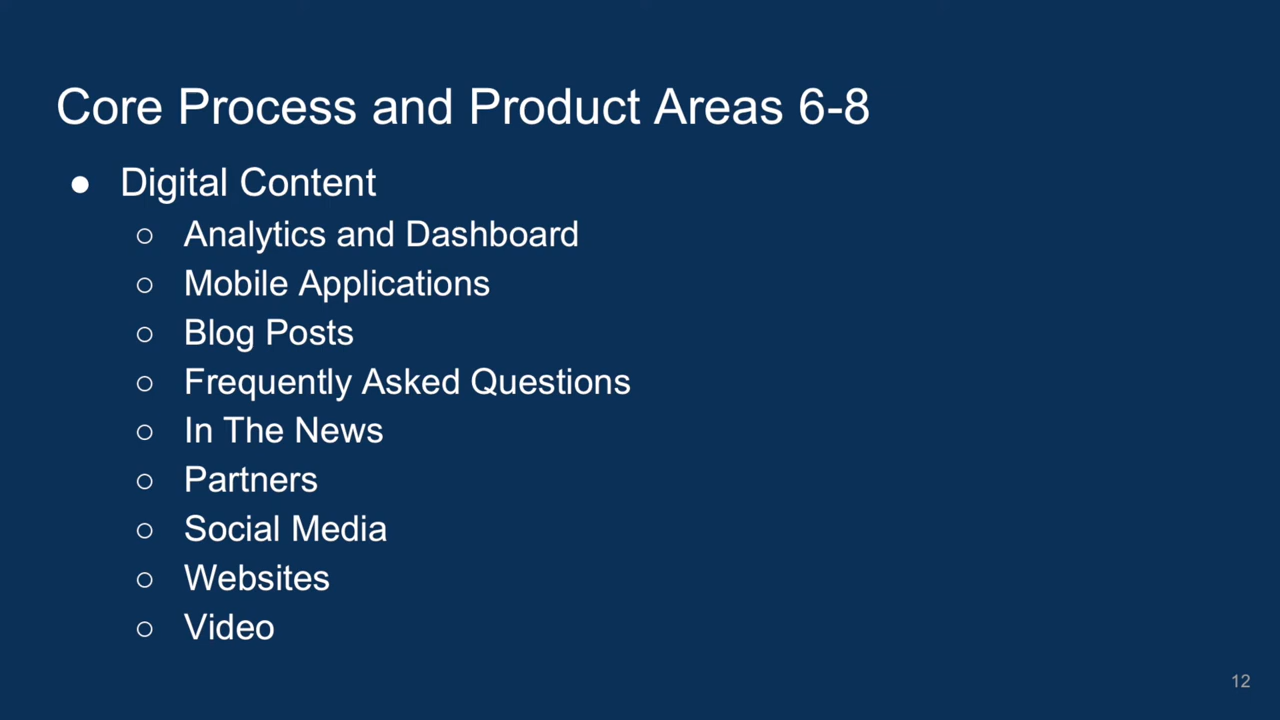 Core Process and Product Areas 6-8
● Digital Content
○ Analytics and Dashboard
○ Mobile Applications
○ Blog Posts
○ Frequently Asked Questions
○ In The News
○ Partners
○ Social Media
○ Websites
○ Video
12